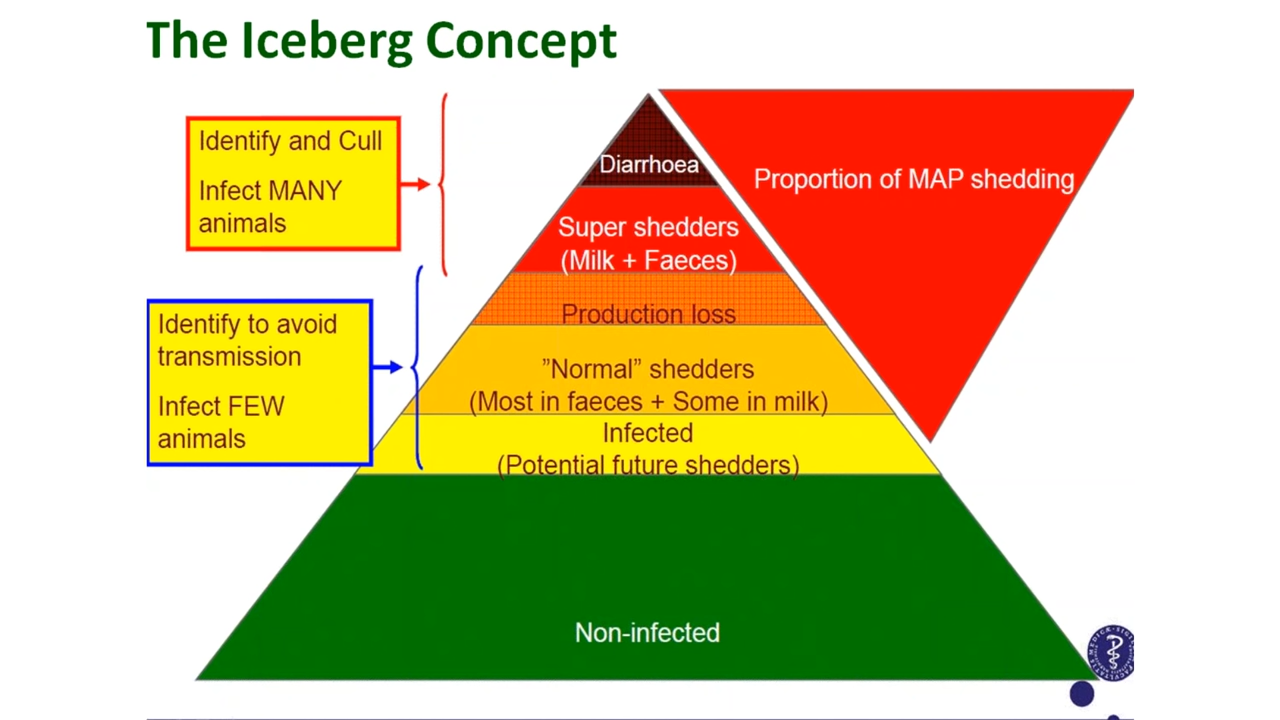 The Iceberg Concept
Identify and Cull
Infect MANY
animals
Identify to avoid
transmission
Infect FEW
animals
Diarrhoea
Super shedders
(Milk + Faeces)
Production loss
”Normal” shedders
(Most in faeces + Some in milk)
Infected
(Potential future shedders)
Non-infected
Proportion of MAP shedding